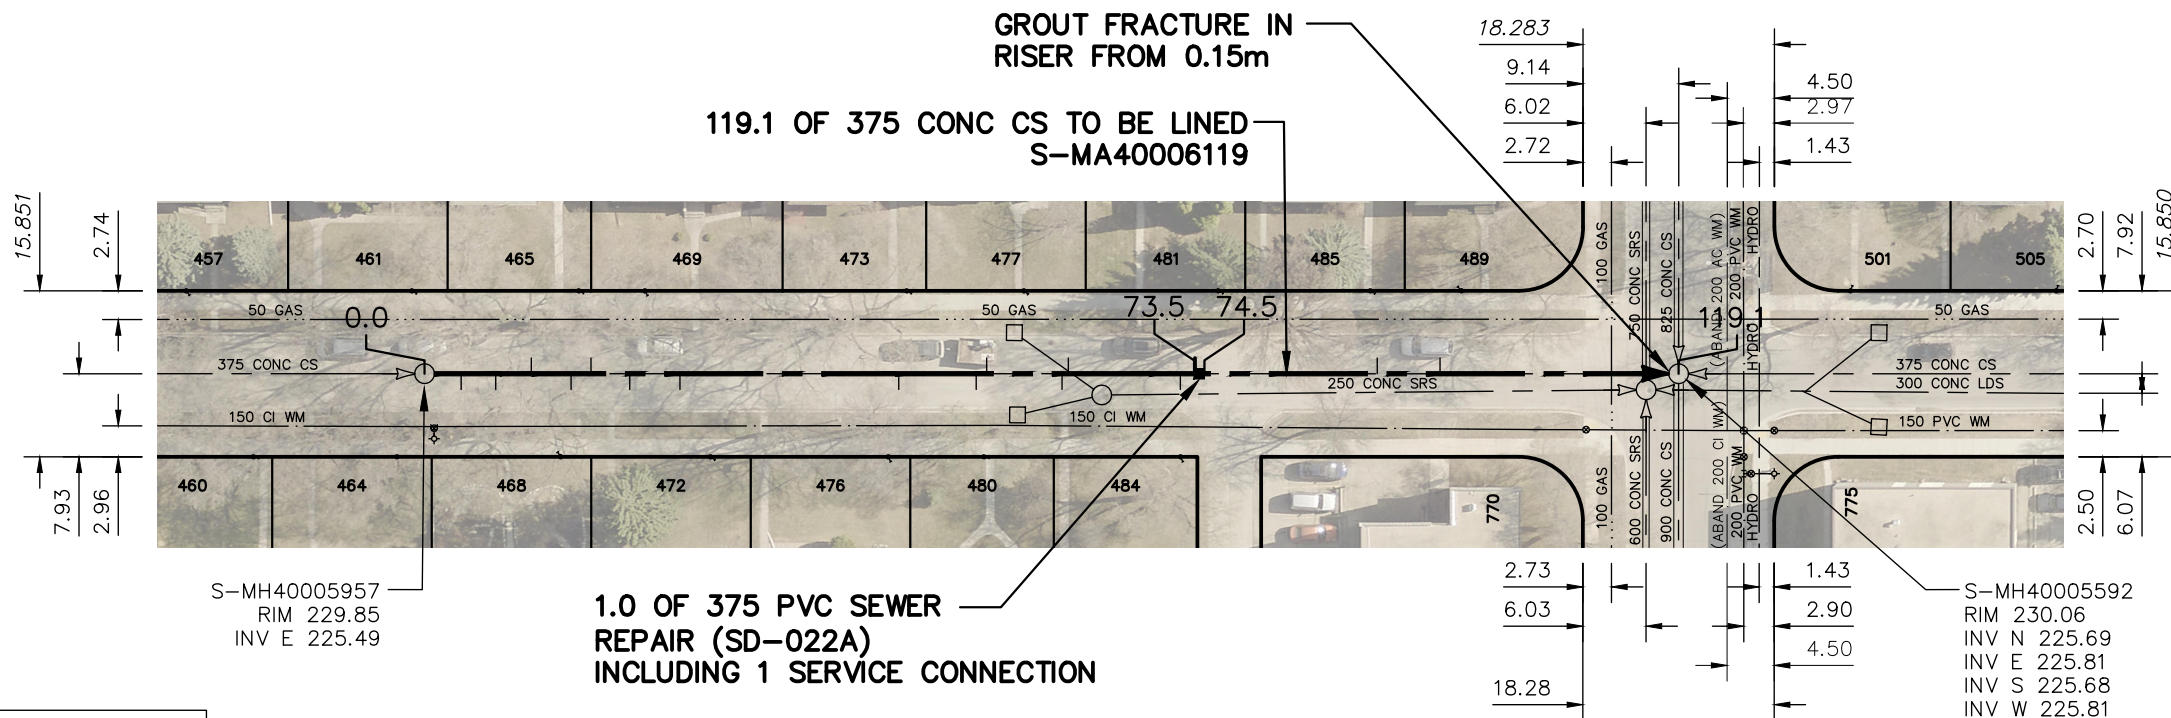 GROUT FRACTURE IN
RISER FROM 0.15m
119.1 OF 375 CONC CS TO BE LINED
S-MA40006119
18.283
9.14
6.02
2.72
4.50
2.97
1.43
15.851
2.74
2.70
7.92
15.850
457
461
465
469
473
477
481
485
489
501
505
100 GAS
750 CONC SRS
825 CONC CS
(ABAND 200 AC WM)
200 PVC WM
HYDRO
50 GAS
50 GAS
50 GAS
0.0
73.5
74.5
119.1
375 CONC CS
375 CONC CS
250 CONC SRS
300 CONC LDS
150 CI WM
150 CI WM
150 PVC WM
HYDRO
460
464
468
472
476
480
484
770
775
100 GAS
600 CONC SRS
900 CONC CS
(ABAND 200 CI WM)
200 PVC WM
HYDRO
7.93
2.96
2.50
6.07
S-MH40005957
RIM 229.85
INV E 225.49
1.0 OF 375 PVC SEWER
REPAIR (SD-022A)
INCLUDING 1 SERVICE CONNECTION
2.73
6.03
18.28
1.43
2.90
4.50
S-MH40005592
RIM 230.06
INV N 225.69
INV E 225.81
INV S 225.68
INV W 225.81